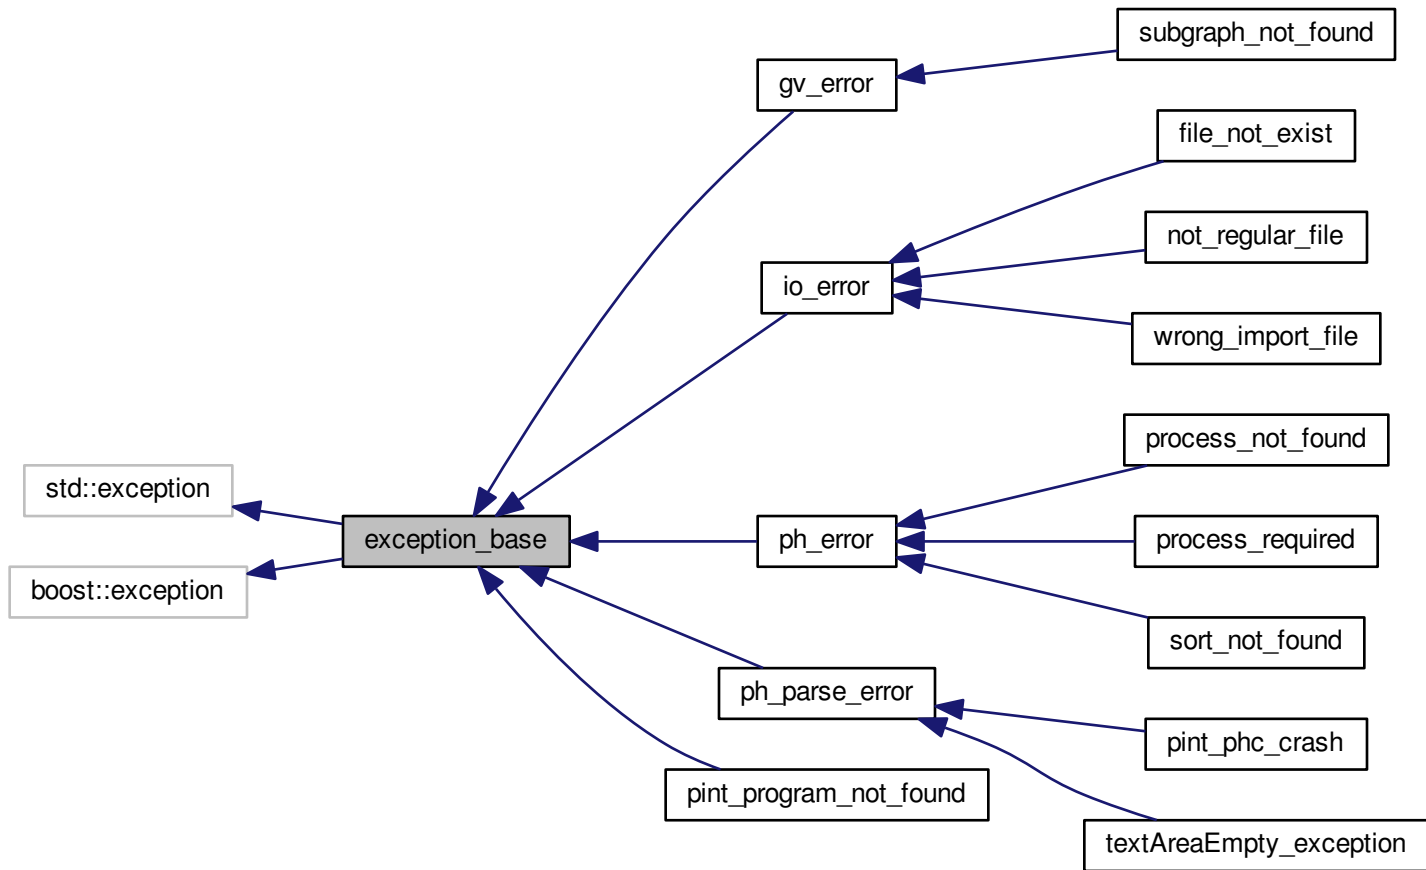 subgraph_not_found
gv_error
file_not_exist
not_regular_file
io_error
wrong_import_file
process_not_found
std::exception
exception_base
ph_error
process_required
boost::exception
sort_not_found
ph_parse_error
pint_phc_crash
pint_program_not_found
textAreaEmpty_exception